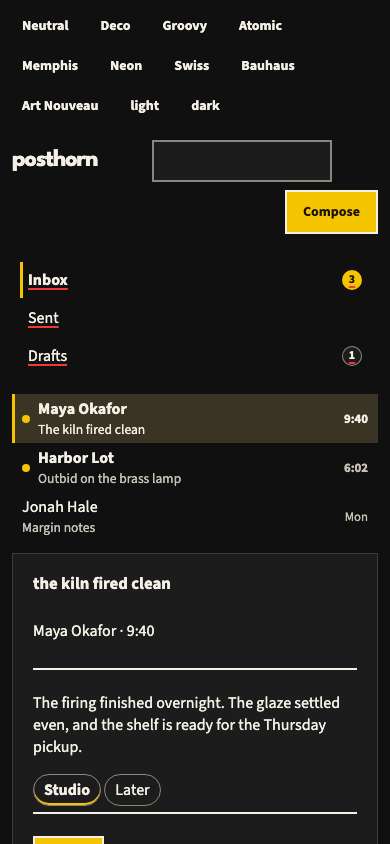 Neutral Deco Groovy Atomic
Memphis Neon Swiss Bauhaus
Art Nouveau light dark
posthorn
Compose
Inbox 3
Sent
Drafts 1
Maya Okafor
The kiln fired clean 9:40
Harbor Lot
Outbid on the brass lamp 6:02
Jonah Hale
Margin notes Mon
the kiln fired clean
Maya Okafor · 9:40
The firing finished overnight. The glaze settled
even, and the shelf is ready for the Thursday
pickup.
Studio Later